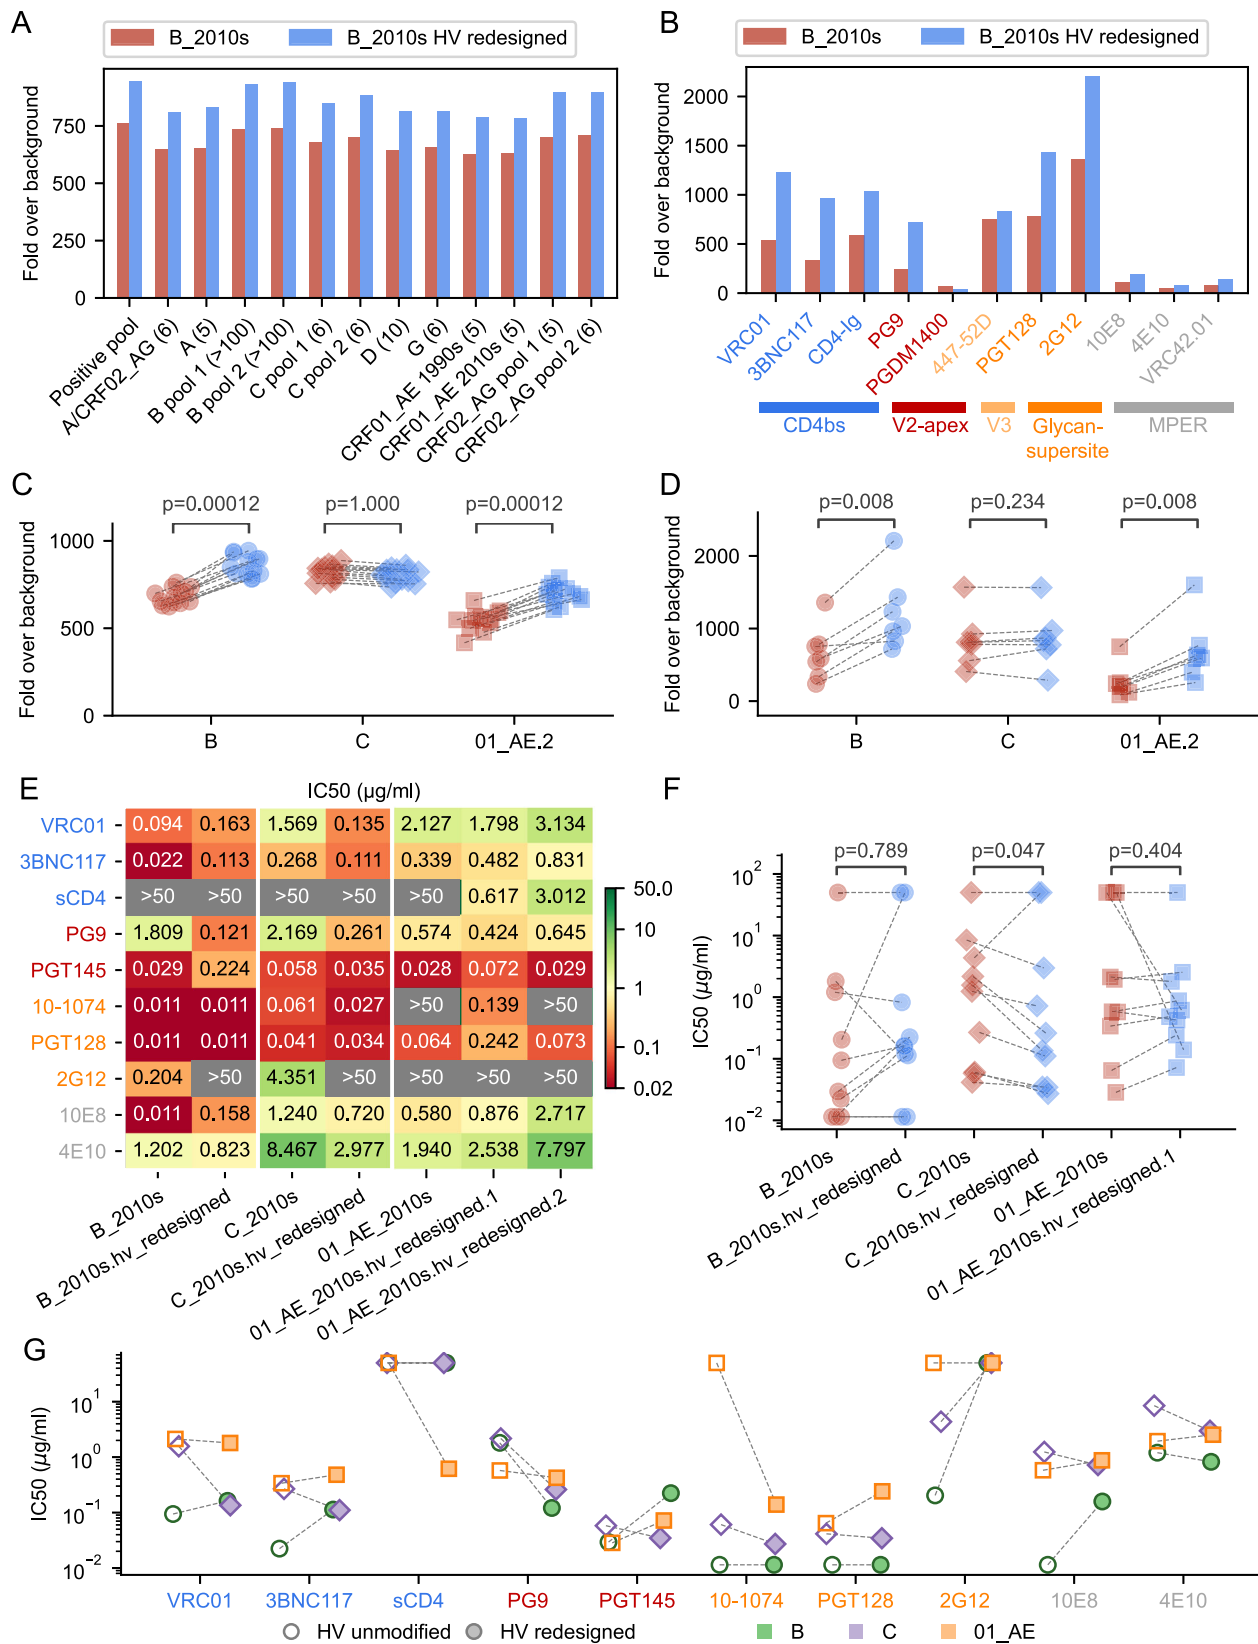 A
B_2010s
B_2010s HV redesigned
Fold over background
750
500
250
0
Positive pool
A/CRF02_AG (6)
A (5)
B pool 1 (>100)
B pool 2 (>100)
C pool 1 (6)
C pool 2 (6)
D (10)
G (6)
CRF01_AE 1990s (5)
CRF01_AE 2010s (5)
CRF02_AG pool 1 (5)
CRF02_AG pool 2 (6)
B
B_2010s
B_2010s HV redesigned
Fold over background
2000
1500
1000
500
0
VRC01
3BNC117
CD4-Ig
PG9
PGDM1400
447-52D
PGT128
2G12
10E8
4E10
VRC42.01
CD4bs
V2-apex
V3
Glycan-
supersite
MPER
C
p=0.00012
p=1.000
p=0.00012
Fold over background
1000
500
0
B
C
01_AE.2
D
p=0.008
p=0.234
p=0.008
Fold over background
2000
1000
0
B
C
01_AE.2
E
IC50 (µg/ml)
VRC01 0.094 0.163 1.569 0.135 2.127 1.798 3.134
3BNC117 0.022 0.113 0.268 0.111 0.339 0.482 0.831
sCD4 >50 >50 >50 >50 >50 0.617 3.012
PG9 1.809 0.121 2.169 0.261 0.574 0.424 0.645
PGT145 0.029 0.224 0.058 0.035 0.028 0.072 0.029
10-1074 0.011 0.011 0.061 0.027 >50 0.139 >50
PGT128 0.011 0.011 0.041 0.034 0.064 0.242 0.073
2G12 0.204 >50 4.351 >50 >50 >50 >50
10E8 0.011 0.158 1.240 0.720 0.580 0.876 2.717
4E10 1.202 0.823 8.467 2.977 1.940 2.538 7.797
50.0
10
1
0.1
0.02
B_2010s
B_2010s.hv_redesigned
C_2010s
C_2010s.hv_redesigned
01_AE_2010s
01_AE_2010s.hv_redesigned.1
01_AE_2010s.hv_redesigned.2
F
p=0.789
p=0.047
p=0.404
IC50 (µg/ml)
10²
10¹
10⁰
10⁻¹
10⁻²
B_2010s
B_2010s.hv_redesigned
C_2010s
C_2010s.hv_redesigned
01_AE_2010s
01_AE_2010s.hv_redesigned.1
G
IC50 (µg/ml)
10¹
10⁰
10⁻¹
10⁻²
VRC01
3BNC117
sCD4
PG9
PGT145
10-1074
PGT128
2G12
10E8
4E10
HV unmodified
HV redesigned
B
C
01_AE